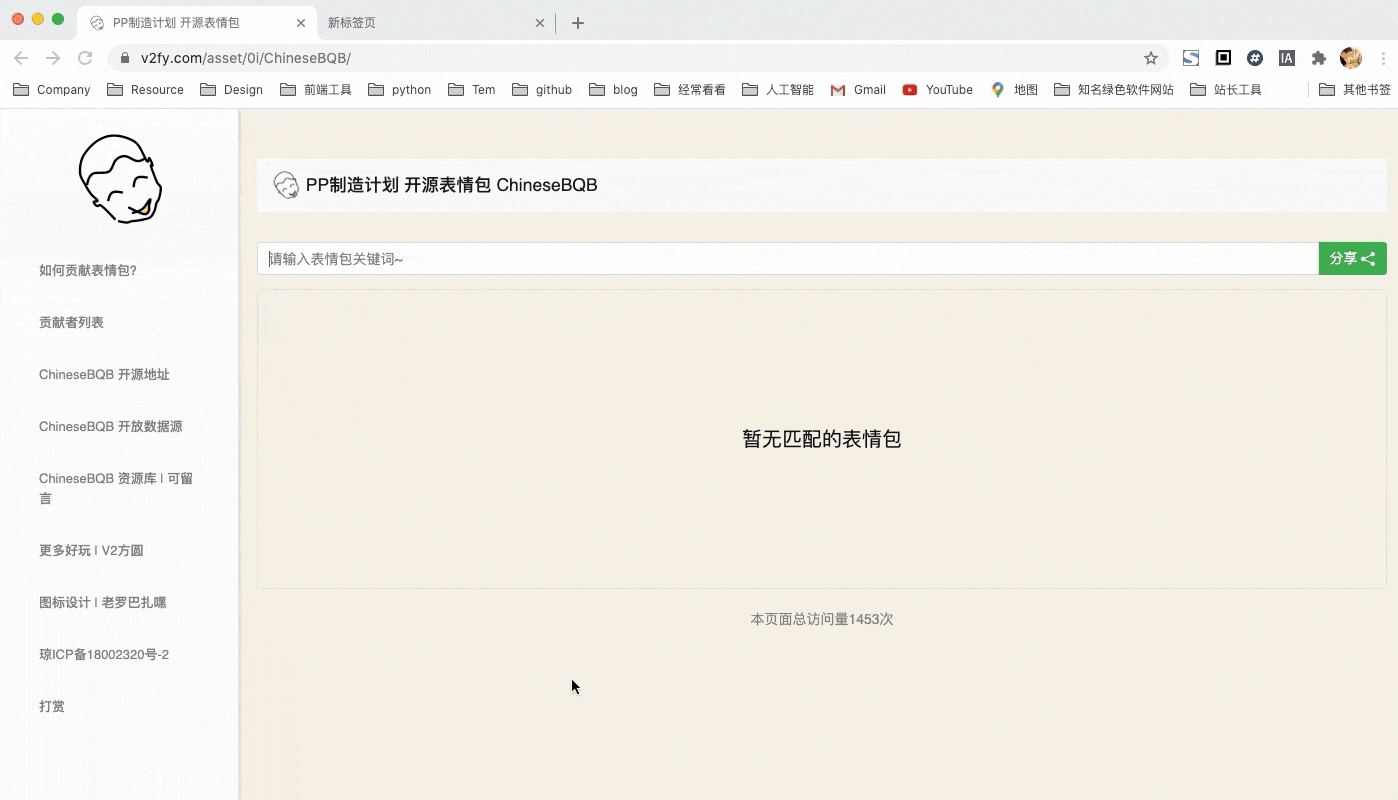 PP制造计划 开源表情包
新标签页
v2fy.com/asset/0i/ChineseBQB/
IA
Company
Resource
Design
前端工具
python
Tem
github
blog
经常看看
人工智能
Gmail
YouTube
地图
知名绿色软件网站
站长工具
其他书签
如何贡献表情包?
贡献者列表
ChineseBQB 开源地址
ChineseBQB 开放数据源
ChineseBQB 资源库 | 可留
言
更多好玩 | V2方圆
图标设计 | 老罗巴扎嘿
琼ICP备18002320号-2
打赏
PP制造计划 开源表情包 ChineseBQB
请输入表情包关键词~
分享
暂无匹配的表情包
本页面总访问量1453次